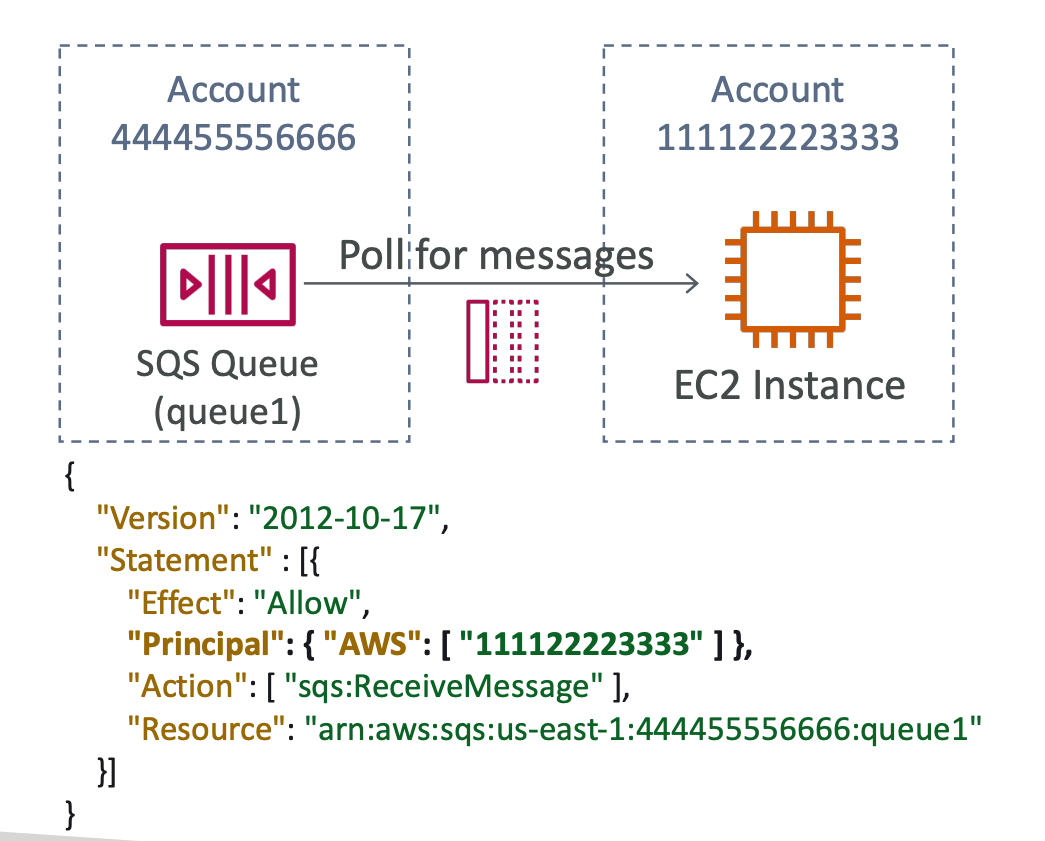 Account
444455556666
Account
111122223333
Poll for messages
SQS Queue
(queue1)
EC2 Instance
{
"Version": "2012-10-17",
"Statement" : [{
"Effect": "Allow",
"Principal": { "AWS": [ "111122223333" ] },
"Action": [ "sqs:ReceiveMessage" ],
"Resource": "arn:aws:sqs:us-east-1:444455556666:queue1"
}]
}